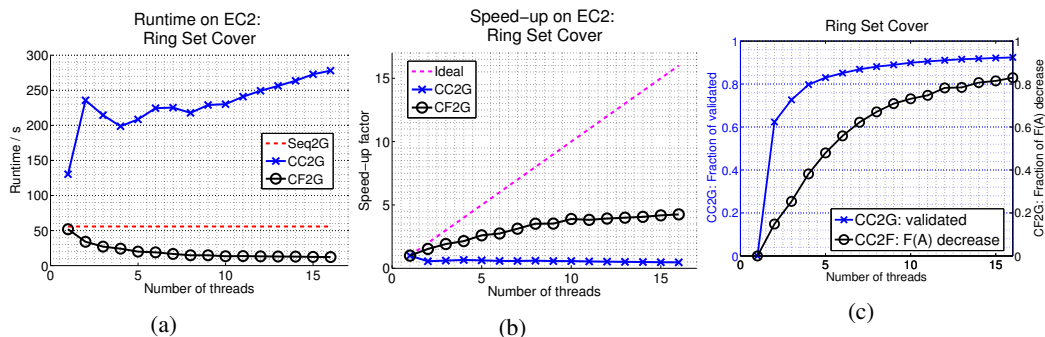 Runtime on EC2:
Ring Set Cover
300
250
200
150
100
50
0
0
5
10
15
Runtime / s
Number of threads
Seq2G
CC2G
CF2G
(a)
Speed-up on EC2:
Ring Set Cover
15
10
5
0
0
5
10
15
Speed-up factor
Number of threads
Ideal
CC2G
CF2G
(b)
Ring Set Cover
1
0.8
0.6
0.4
0.2
0
0
5
10
15
1
0.8
0.6
0.4
0.2
0
CC2G: Fraction of validated
CF2G: Fraction of F(A) decrease
Number of threads
CC2G: validated
CC2F: F(A) decrease
(c)